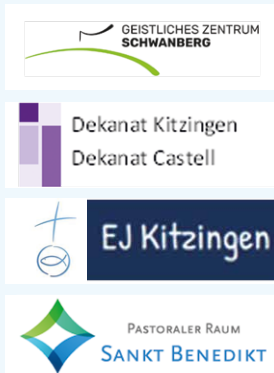 GEISTLICHES ZENTRUM
SCHWANBERG
Dekanat Kitzingen
Dekanat Castell
EJ Kitzingen
PASTORALER RAUM
SANKT BENEDIKT